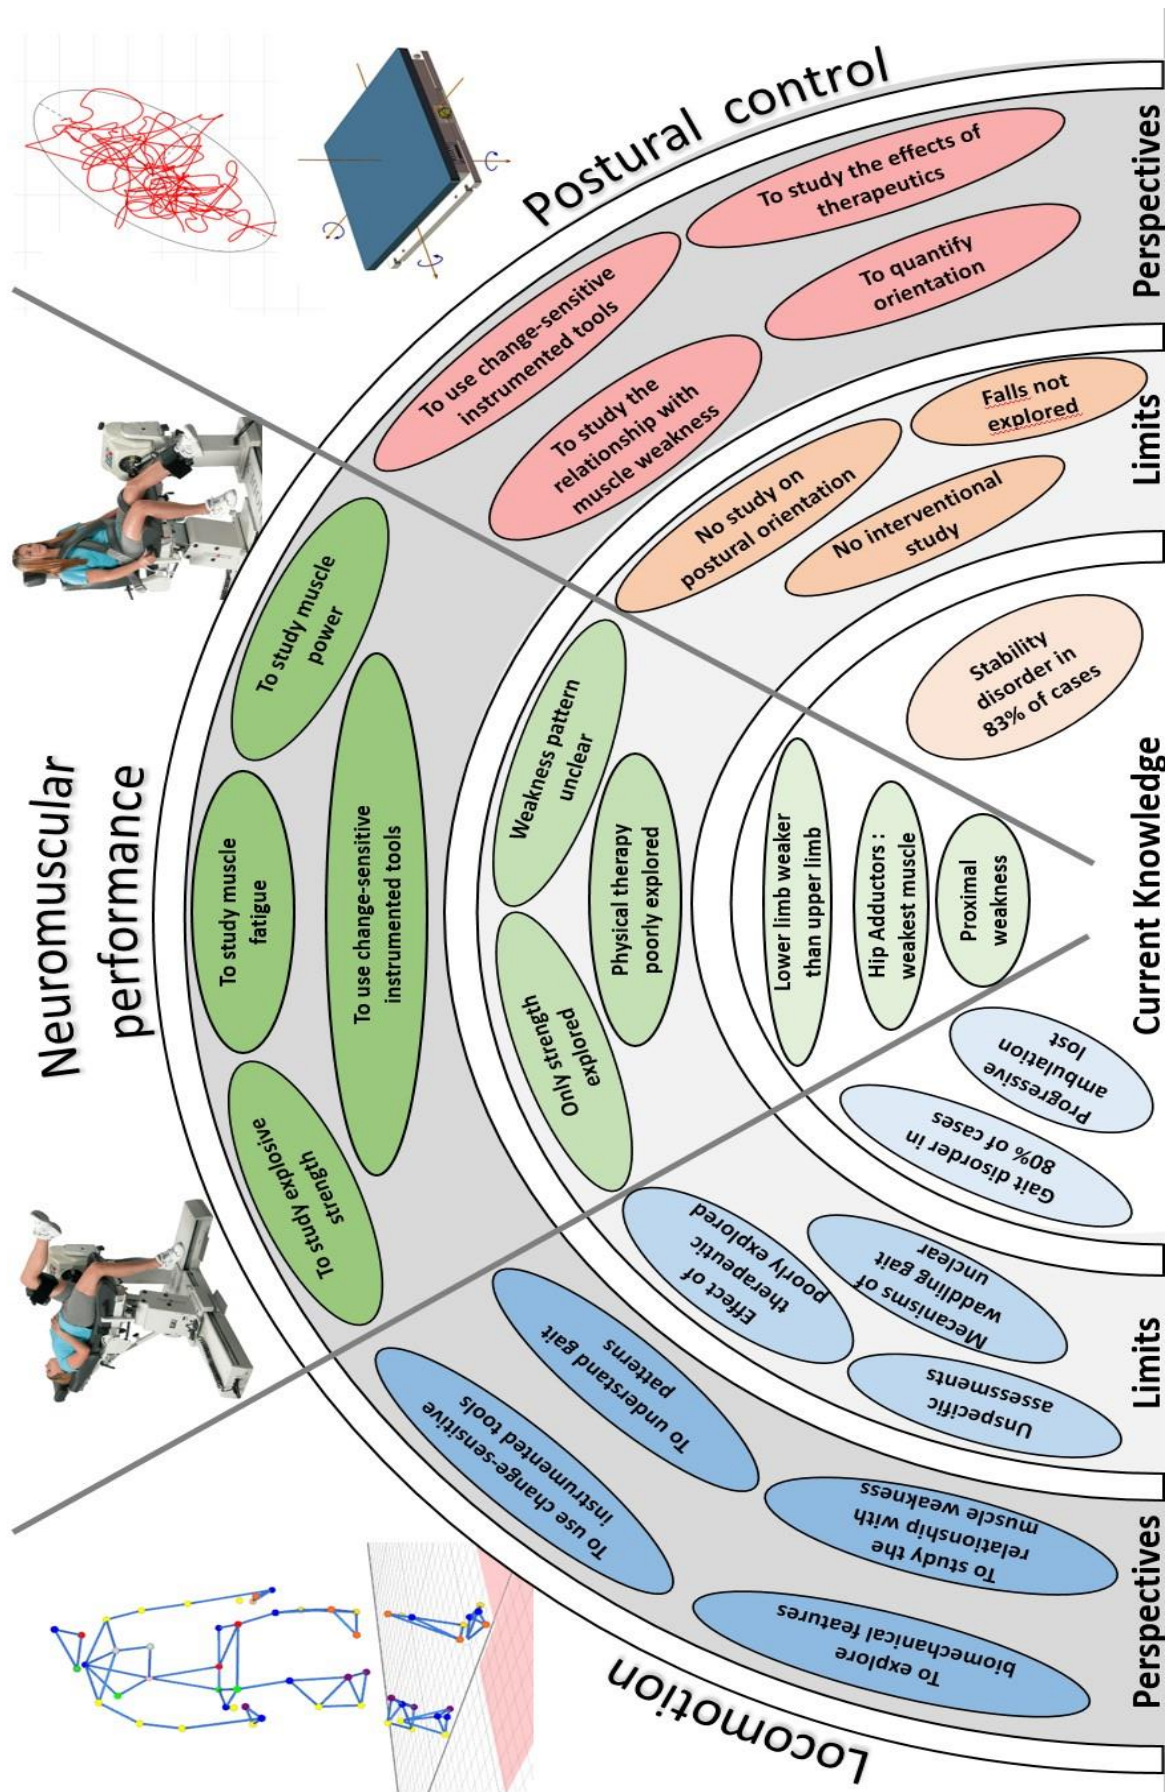 Locomotion
Neuromuscular
performance
Postural control
To explore
biomechanical features
To use change-sensitive
instrumented tools
To study the
relationship with
muscle weakness
To understand gait
patterns
To study explosive
strength
To study muscle
fatigue
To study muscle
power
To use change-sensitive
instrumented tools
To use change-sensitive
instrumented tools
To study the
relationship with
muscle weakness
To study the effects of
therapeutics
To quantify
orientation
Unspecific
assessments
Mecanisms of
waddling gait
unclear
Effect of
therapeutic
poorly explored
Only strength
explored
Weakness pattern
unclear
Physical therapy
poorly explored
No study on
postural orientation
No interventional
study
Falls not
explored
Gait disorder in
80% of cases
Progressive
ambulation
lost
Lower limb weaker
than upper limb
Hip Adductors :
weakest muscle
ProxImal
weakness
Stability
disorder in
83% of cases
Perspectives
Limits
Current Knowledge
Limits
Perspectives